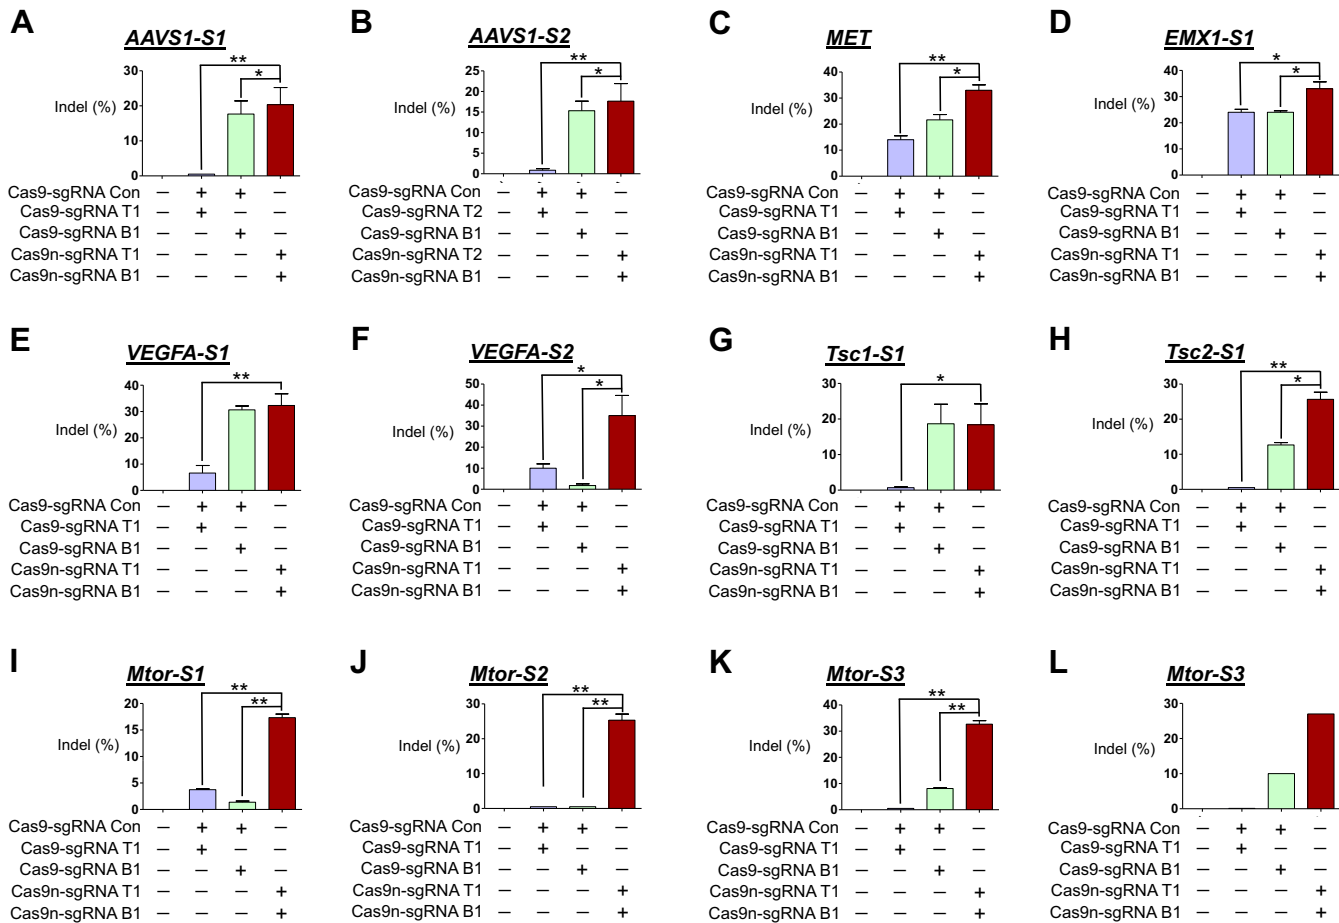 A
AAVS1-S1
Indel (%)
30
20
10
0
**
*
Cas9-sgRNA Con — + + —
Cas9-sgRNA T1 — + — —
Cas9-sgRNA B1 — — + —
Cas9n-sgRNA T1 — — — +
Cas9n-sgRNA B1 — — — +
B
AAVS1-S2
Indel (%)
25
20
15
10
5
0
**
*
Cas9-sgRNA Con — + + —
Cas9-sgRNA T2 — + — —
Cas9-sgRNA B1 — — + —
Cas9n-sgRNA T2 — — — +
Cas9n-sgRNA B1 — — — +
C
MET
Indel (%)
40
30
20
10
0
**
*
Cas9-sgRNA Con — + + —
Cas9-sgRNA T1 — + — —
Cas9-sgRNA B1 — — + —
Cas9n-sgRNA T1 — — — +
Cas9n-sgRNA B1 — — — +
D
EMX1-S1
Indel (%)
40
30
20
10
0
*
*
Cas9-sgRNA Con — + + —
Cas9-sgRNA T1 — + — —
Cas9-sgRNA B1 — — + —
Cas9n-sgRNA T1 — — — +
Cas9n-sgRNA B1 — — — +
E
VEGFA-S1
Indel (%)
40
30
20
10
0
**
Cas9-sgRNA Con — + + —
Cas9-sgRNA T1 — + — —
Cas9-sgRNA B1 — — + —
Cas9n-sgRNA T1 — — — +
Cas9n-sgRNA B1 — — — +
F
VEGFA-S2
Indel (%)
50
40
30
20
10
0
*
*
Cas9-sgRNA Con — + + —
Cas9-sgRNA T1 — + — —
Cas9-sgRNA B1 — — + —
Cas9n-sgRNA T1 — — — +
Cas9n-sgRNA B1 — — — +
G
Tsc1-S1
Indel (%)
30
20
10
0
*
Cas9-sgRNA Con — + + —
Cas9-sgRNA T1 — + — —
Cas9-sgRNA B1 — — + —
Cas9n-sgRNA T1 — — — +
Cas9n-sgRNA B1 — — — +
H
Tsc2-S1
Indel (%)
30
20
10
0
**
*
Cas9-sgRNA Con — + + —
Cas9-sgRNA T1 — + — —
Cas9-sgRNA B1 — — + —
Cas9n-sgRNA T1 — — — +
Cas9n-sgRNA B1 — — — +
I
Mtor-S1
Indel (%)
20
15
10
5
0
**
**
Cas9-sgRNA Con — + + —
Cas9-sgRNA T1 — + — —
Cas9-sgRNA B1 — — + —
Cas9n-sgRNA T1 — — — +
Cas9n-sgRNA B1 — — — +
J
Mtor-S2
Indel (%)
30
20
10
0
**
**
Cas9-sgRNA Con — + + —
Cas9-sgRNA T1 — + — —
Cas9-sgRNA B1 — — + —
Cas9n-sgRNA T1 — — — +
Cas9n-sgRNA B1 — — — +
K
Mtor-S3
Indel (%)
40
30
20
10
0
**
**
Cas9-sgRNA Con — + + —
Cas9-sgRNA T1 — + — —
Cas9-sgRNA B1 — — + —
Cas9n-sgRNA T1 — — — +
Cas9n-sgRNA B1 — — — +
L
Mtor-S3
Indel (%)
30
20
10
0
Cas9-sgRNA Con — + + —
Cas9-sgRNA T1 — + — —
Cas9-sgRNA B1 — — + —
Cas9n-sgRNA T1 — — — +
Cas9n-sgRNA B1 — — — +